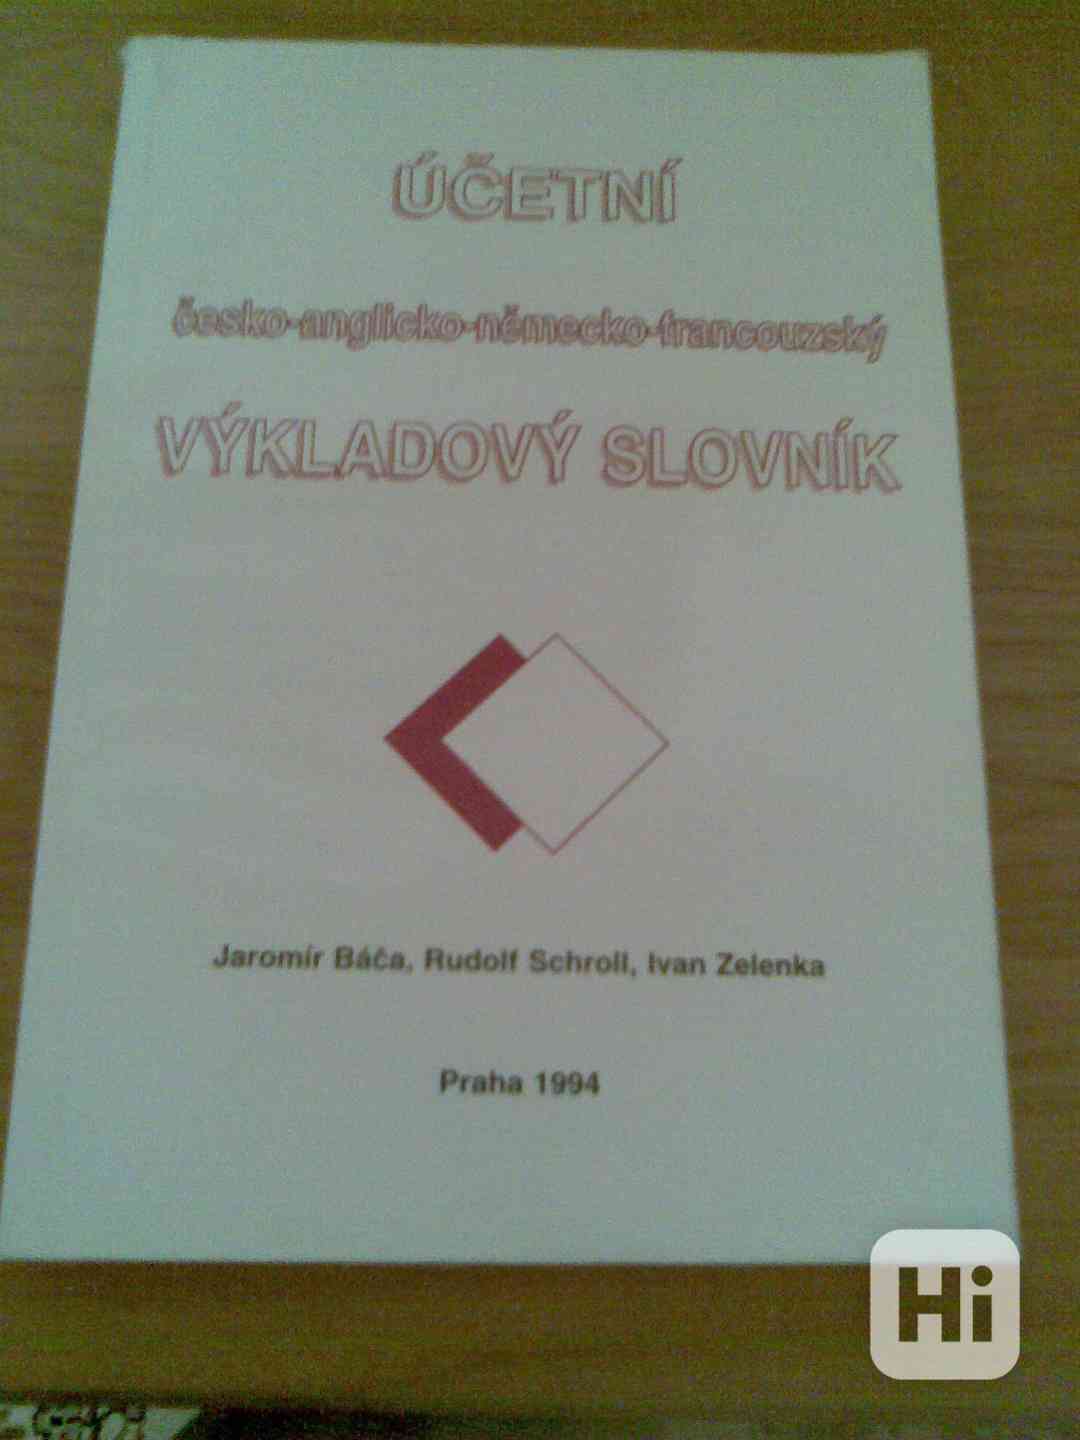 ÚČETNÍ
česko-anglicko-německo-francouzský
VÝKLADOVÝ SLOVNÍK
Jaromír Báča, Rudolf Schroll, Ivan Zelenka
Praha 1994
Hi